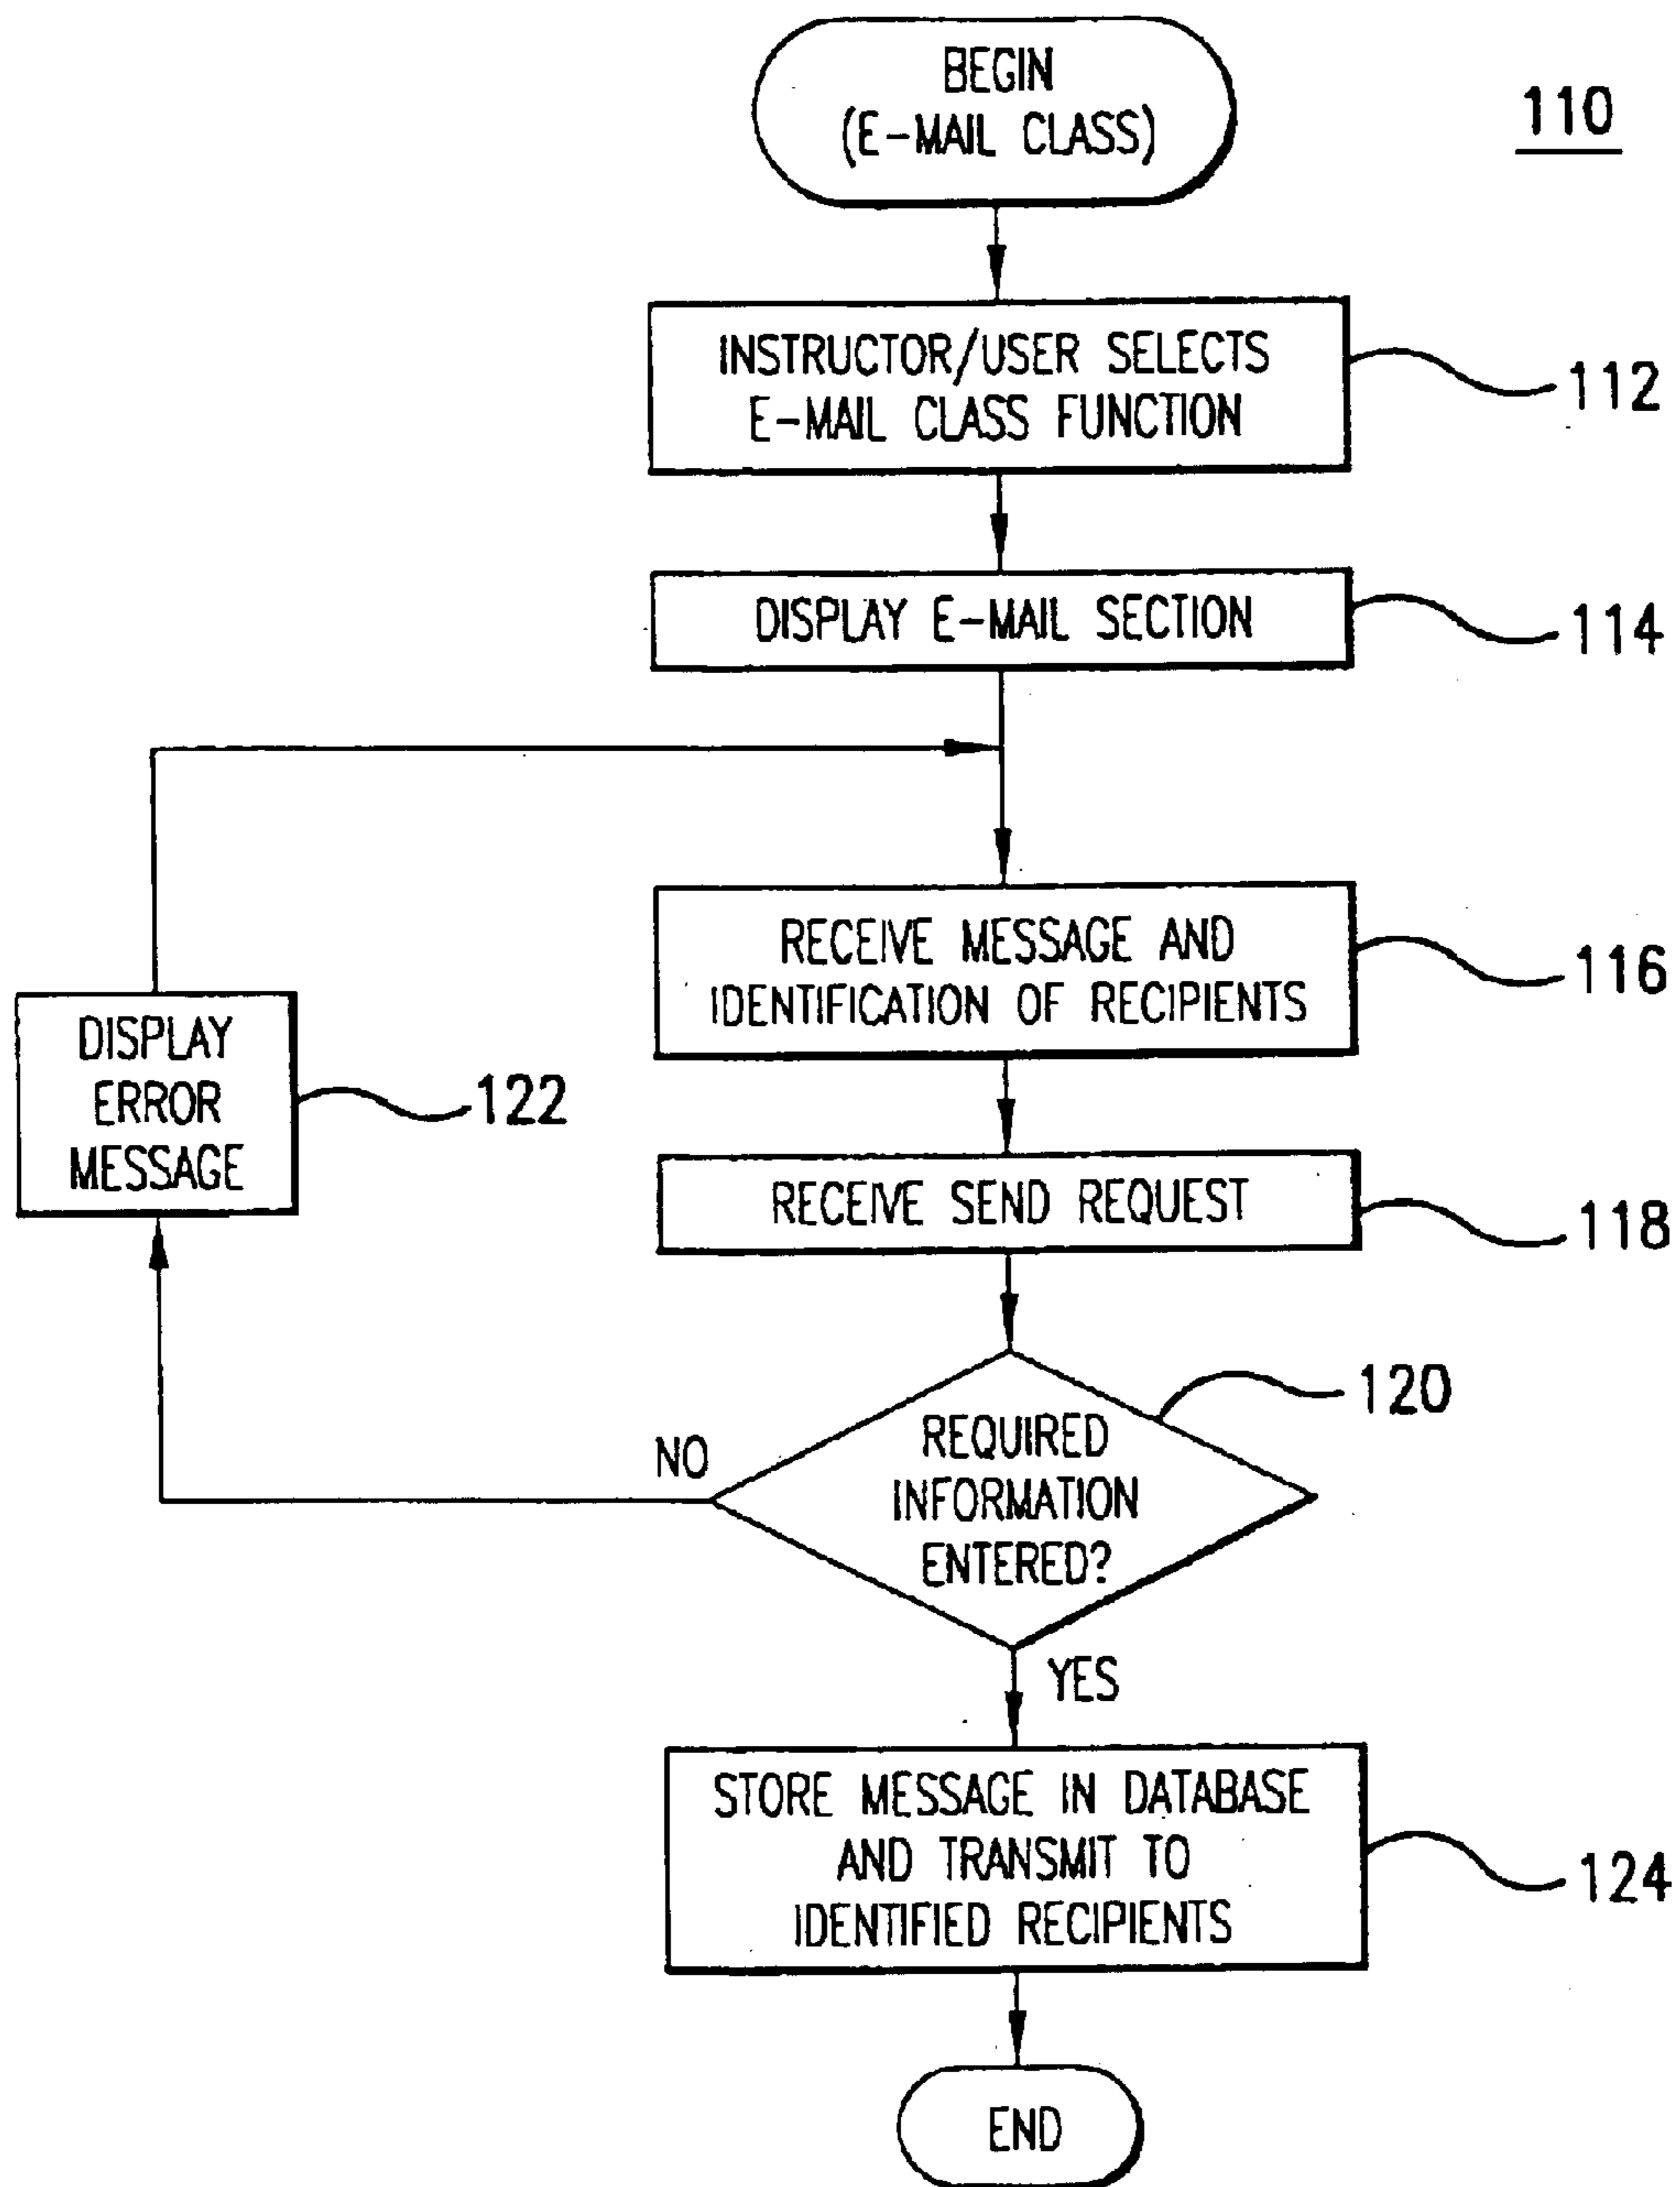 BEGIN
(E-MAIL CLASS)
110
INSTRUCTOR/USER SELECTS
E-MAIL CLASS FUNCTION
112
DISPLAY E-MAIL SECTION
114
RECEIVE MESSAGE AND
IDENTIFICATION OF RECIPIENTS
116
DISPLAY
ERROR
MESSAGE
122
RECEIVE SEND REQUEST
118
120
REQUIRED
INFORMATION
ENTERED?
NO
YES
STORE MESSAGE IN DATABASE
AND TRANSMIT TO
IDENTIFIED RECIPIENTS
124
END